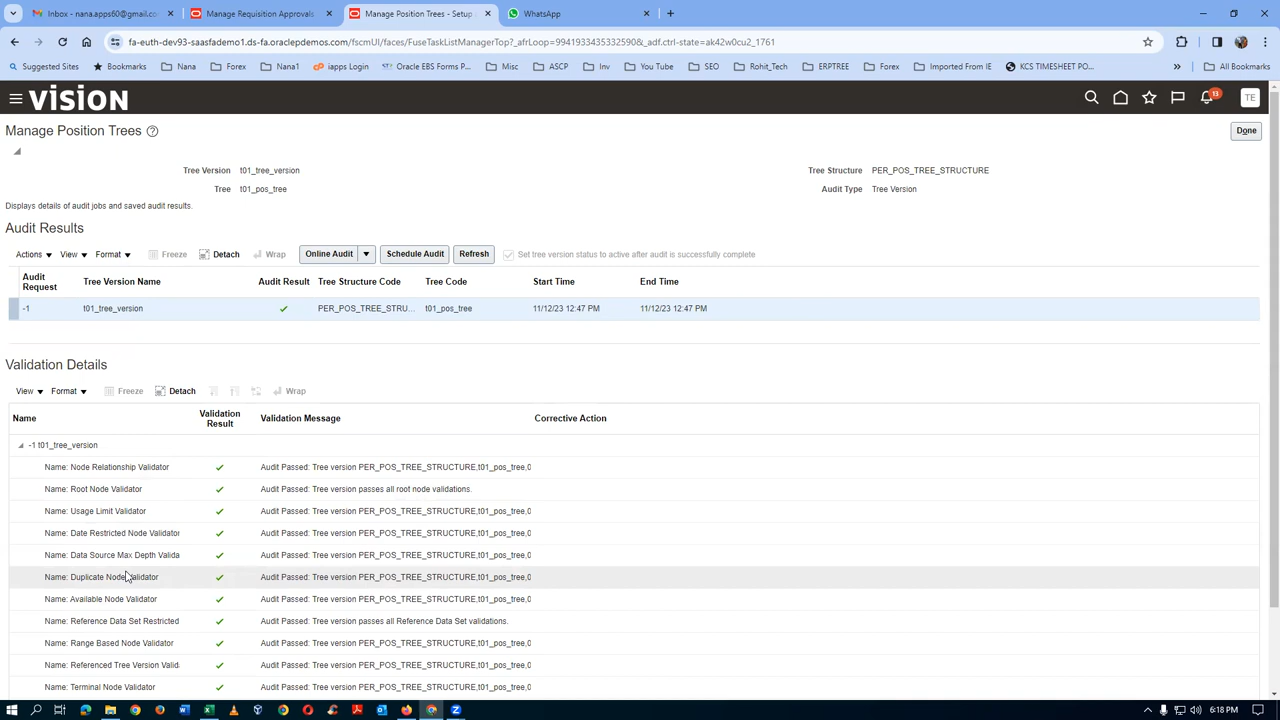 Inbox - nana.apps60@gmail.co
Manage Requisition Approvals
Manage Position Trees - Setup
WhatsApp
fa-euth-dev93-saasfademo1.ds-fa.oraclepdemos.com/fscmUI/faces/FuseTaskListManagerTop?_afrLoop=99419334353325908&_adf.ctrl-state=ak42w0cu2_1761
Suggested Sites
Bookmarks
Nana
Forex
Nana1
iapps Login
Oracle EBS Forms P...
Misc
ASCP
Inv
You Tube
SEO
Rohit_Tech
ERPTREE
Forex
Imported From IE
KCS TIMESHEET PO...
All Bookmarks
VISION
13
TE
Manage Position Trees
Done
Tree Version t01_tree_version
Tree Structure PER_POS_TREE_STRUCTURE
Tree t01_pos_tree
Audit Type Tree Version
Displays details of audit jobs and saved audit results.
Audit Results
Actions View Format Freeze Detach Wrap Online Audit Schedule Audit Refresh Set tree version status to active after audit is successfully complete
Audit Request Tree Version Name Audit Result Tree Structure Code Tree Code Start Time End Time
-1 t01_tree_version PER_POS_TREE_STRU... t01_pos_tree 11/12/23 12:47 PM 11/12/23 12:47 PM
Validation Details
View Format Freeze Detach Wrap
Name Validation Result Validation Message Corrective Action
-1 t01_tree_version
Name: Node Relationship Validator Audit Passed: Tree version PER_POS_TREE_STRUCTURE,t01_pos_tree,0
Name: Root Node Validator Audit Passed: Tree version passes all root node validations.
Name: Usage Limit Validator Audit Passed: Tree version PER_POS_TREE_STRUCTURE,t01_pos_tree,0
Name: Date Restricted Node Validator Audit Passed: Tree version PER_POS_TREE_STRUCTURE,t01_pos_tree,0
Name: Data Source Max Depth Valida Audit Passed: Tree version PER_POS_TREE_STRUCTURE,t01_pos_tree,0
Name: Duplicate Node Validator Audit Passed: Tree version PER_POS_TREE_STRUCTURE,t01_pos_tree,0
Name: Available Node Validator Audit Passed: Tree version PER_POS_TREE_STRUCTURE,t01_pos_tree,0
Name: Reference Data Set Restricted Audit Passed: Tree version passes all Reference Data Set validations.
Name: Range Based Node Validator Audit Passed: Tree version PER_POS_TREE_STRUCTURE,t01_pos_tree,0
Name: Referenced Tree Version Valid Audit Passed: Tree version PER_POS_TREE_STRUCTURE,t01_pos_tree,0
Name: Terminal Node Validator Audit Passed: Tree version PER_POS_TREE_STRUCTURE,t01_pos_tree,0
6:18 PM